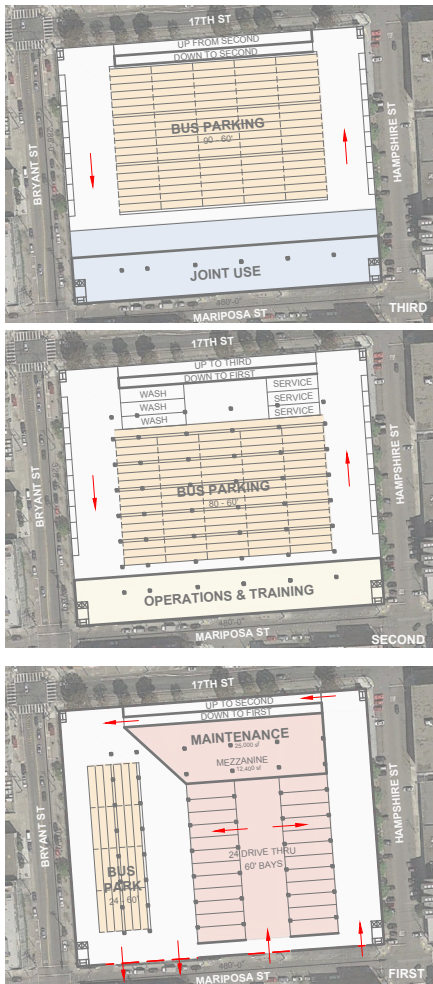 17TH ST
UP FROM SECOND
DOWN TO SECOND
BUS PARKING
90 - 60'
BRYANT ST
HAMPSHIRE ST
JOINT USE
480'-0"
MARIPOSA ST
THIRD
17TH ST
UP TO THIRD
DOWN TO FIRST
WASH
WASH
WASH
SERVICE
SERVICE
SERVICE
BUS PARKING
80 - 60'
BRYANT ST
HAMPSHIRE ST
OPERATIONS & TRAINING
480'-0"
MARIPOSA ST
SECOND
17TH ST
UP TO SECOND
DOWN TO FIRST
MAINTENANCE
25,000 sf
MEZZANINE
12,400 sf
BRYANT ST
HAMPSHIRE ST
24 DRIVE THRU
60' BAYS
BUS
PARK
24 - 60'
MARIPOSA ST
FIRST